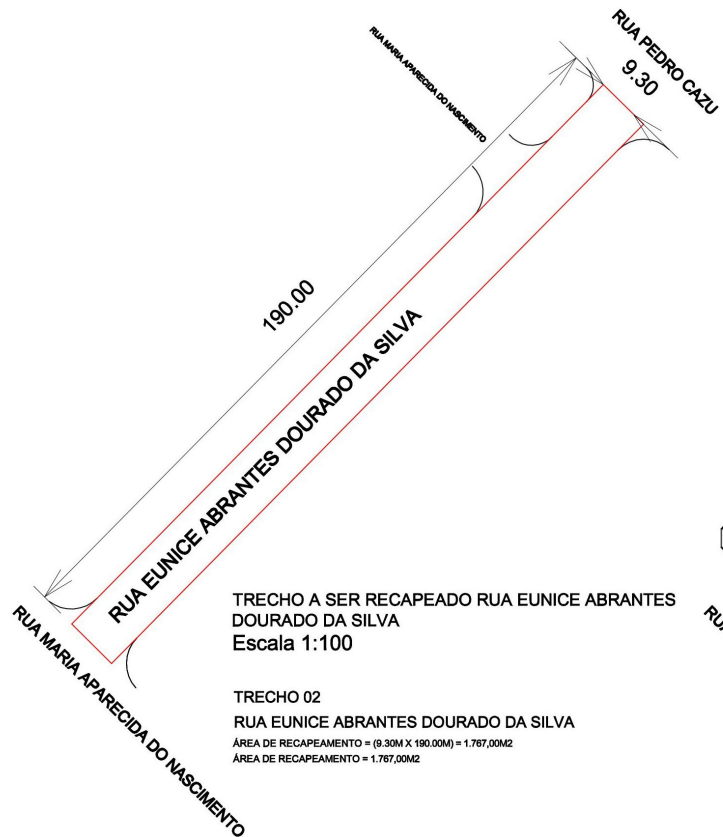 RUA PEDRO CAZU
9.30
RUA MARIA APARECIDA DO NASCIMENTO
190.00
RUA EUNICE ABRANTES DOURADO DA SILVA
RUA MARIA APARECIDA DO NASCIMENTO
TRECHO A SER RECAPEADO RUA EUNICE ABRANTES
DOURADO DA SILVA
Escala 1:100
RUA
TRECHO 02
RUA EUNICE ABRANTES DOURADO DA SILVA
ÁREA DE RECAPEAMENTO = (9.30M X 190.00M) = 1.767,00M2
ÁREA DE RECAPEAMENTO = 1.767,00M2